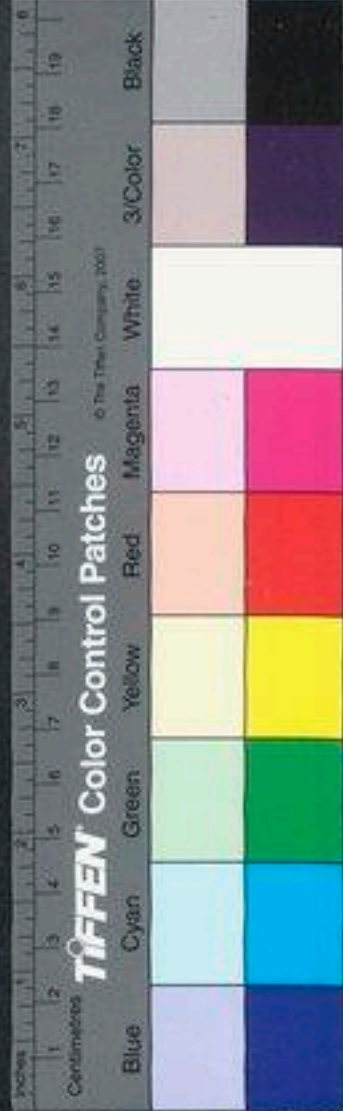 Inches 1 2 3 4 5 6 7 8
Centimetres 1 2 3 4 5 6 7 8 9 10 11 12 13 14 15 16 17 18 19
TIFFEN® Color Control Patches © The Tiffen Company, 2007
Blue Cyan Green Yellow Red Magenta White 3/Color Black